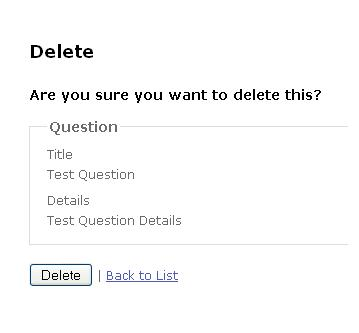 Delete
Are you sure you want to delete this?
Question
Title
Test Question
Details
Test Question Details
Delete | Back to List